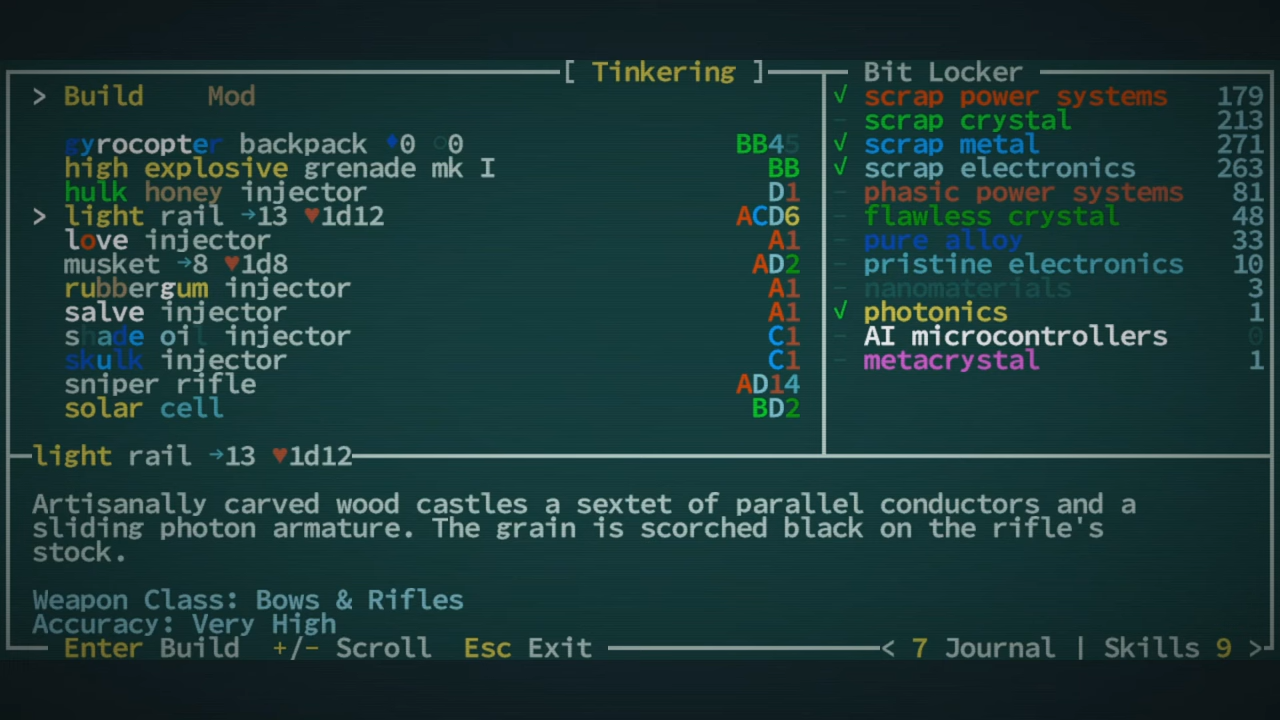 [ Tinkering ]
Bit Locker
> Build Mod
gyrocopter backpack ♦0 ○0 BB45
high explosive grenade mk I BB
hulk honey injector D1
> light rail →13 ♥1d12 ACD6
love injector A1
musket →8 ♥1d8 AD2
rubbergum injector A1
salve injector A1
shade oil injector C1
skulk injector C1
sniper rifle AD14
solar cell BD2
√ scrap power systems 179
- scrap crystal 213
√ scrap metal 271
√ scrap electronics 263
- phasic power systems 81
- flawless crystal 48
- pure alloy 33
- pristine electronics 10
- nanomaterials 3
√ photonics 1
- AI microcontrollers 0
- metacrystal 1
light rail →13 ♥1d12
Artisanally carved wood castles a sextet of parallel conductors and a
sliding photon armature. The grain is scorched black on the rifle's
stock.
Weapon Class: Bows & Rifles
Accuracy: Very High
Enter Build +/- Scroll Esc Exit
< 7 Journal | Skills 9 >